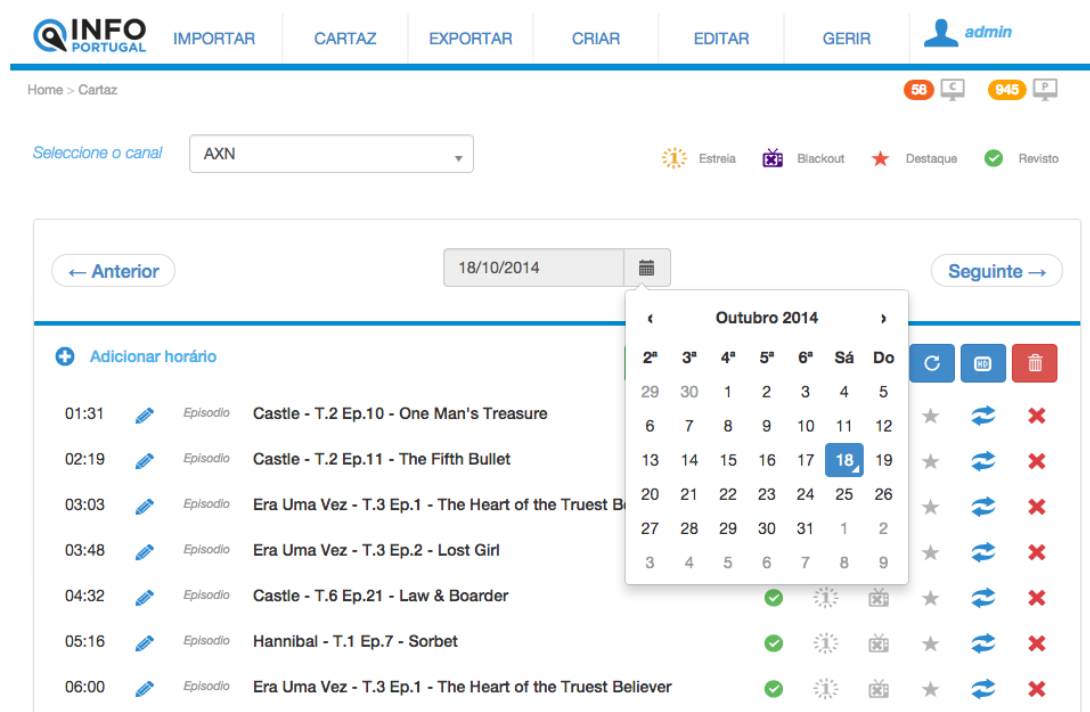 INFO PORTUGAL IMPORTAR CARTAZ EXPORTAR CRIAR EDITAR GERIR admin
Home > Cartaz 58 C 945 P
Seleccione o canal AXN 1 Estreia Blackout Destaque Revisto
← Anterior 18/10/2014 Seguinte →
‹ Outubro 2014 ›
2ª 3ª 4ª 5ª 6ª Sá Do
29 30 1 2 3 4 5
6 7 8 9 10 11 12
13 14 15 16 17 18 19
20 21 22 23 24 25 26
27 28 29 30 31 1 2
3 4 5 6 7 8 9
Adicionar horário HD
01:31 Episodio Castle - T.2 Ep.10 - One Man's Treasure
02:19 Episodio Castle - T.2 Ep.11 - The Fifth Bullet
03:03 Episodio Era Uma Vez - T.3 Ep.1 - The Heart of the Truest B
03:48 Episodio Era Uma Vez - T.3 Ep.2 - Lost Girl
04:32 Episodio Castle - T.6 Ep.21 - Law & Boarder 1
05:16 Episodio Hannibal - T.1 Ep.7 - Sorbet 1
06:00 Episodio Era Uma Vez - T.3 Ep.1 - The Heart of the Truest Believer 1